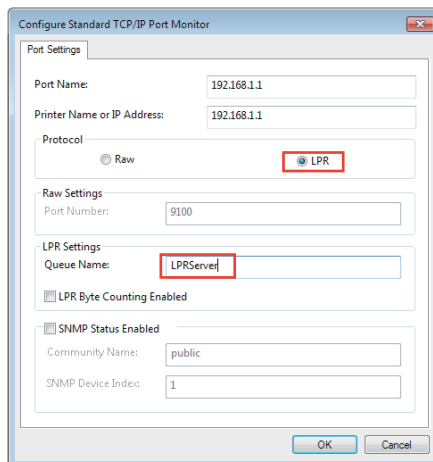 Configure Standard TCP/IP Port Monitor
Port Settings
Port Name: 192.168.1.1
Printer Name or IP Address: 192.168.1.1
Protocol
Raw LPR
Raw Settings
Port Number: 9100
LPR Settings
Queue Name: LPRServer
LPR Byte Counting Enabled
SNMP Status Enabled
Community Name: public
SNMP Device Index: 1
OK Cancel